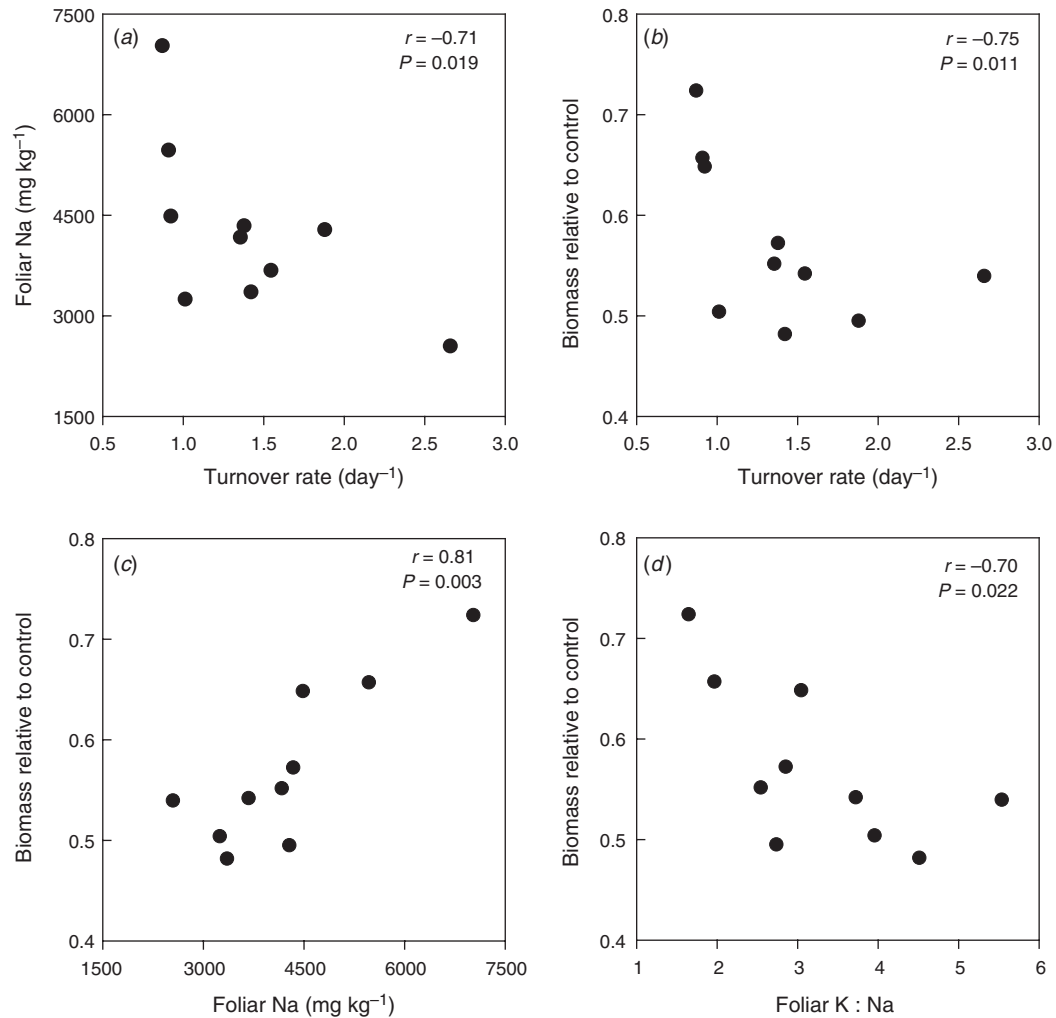 (a)
r = –0.71
P = 0.019
7500
6000
4500
3000
1500
Foliar Na (mg kg⁻¹)
0.5 1.0 1.5 2.0 2.5 3.0
Turnover rate (day⁻¹)
(b)
r = –0.75
P = 0.011
0.8
0.7
0.6
0.5
0.4
Biomass relative to control
0.5 1.0 1.5 2.0 2.5 3.0
Turnover rate (day⁻¹)
(c)
r = 0.81
P = 0.003
0.8
0.7
0.6
0.5
0.4
Biomass relative to control
1500 3000 4500 6000 7500
Foliar Na (mg kg⁻¹)
(d)
r = –0.70
P = 0.022
0.8
0.7
0.6
0.5
0.4
Biomass relative to control
1 2 3 4 5 6
Foliar K : Na